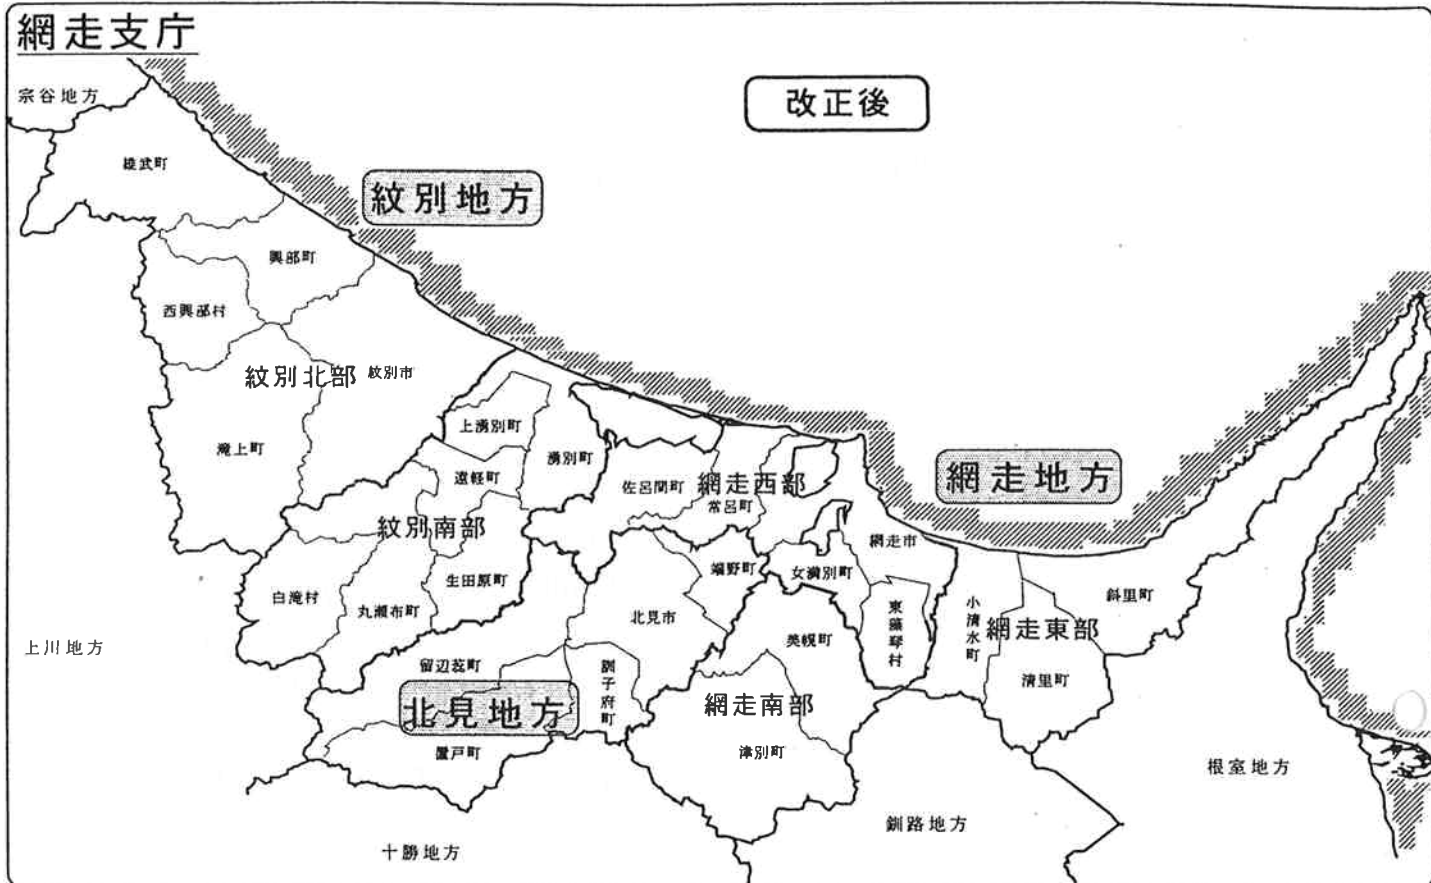 網走支庁
宗谷地方
改正後
雄武町
紋別地方
興部町
西興部村
紋別北部
紋別市
滝上町
上湧別町
湧別町
遠軽町
佐呂間町
網走西部
常呂町
網走地方
紋別南部
網走市
端野町
女満別町
生田原町
白滝村
丸瀬布町
北見市
東藻琴村
小清水町
斜里町
網走東部
美幌町
上川地方
留辺蘂町
訓子府町
清里町
北見地方
網走南部
置戸町
津別町
根室地方
釧路地方
十勝地方